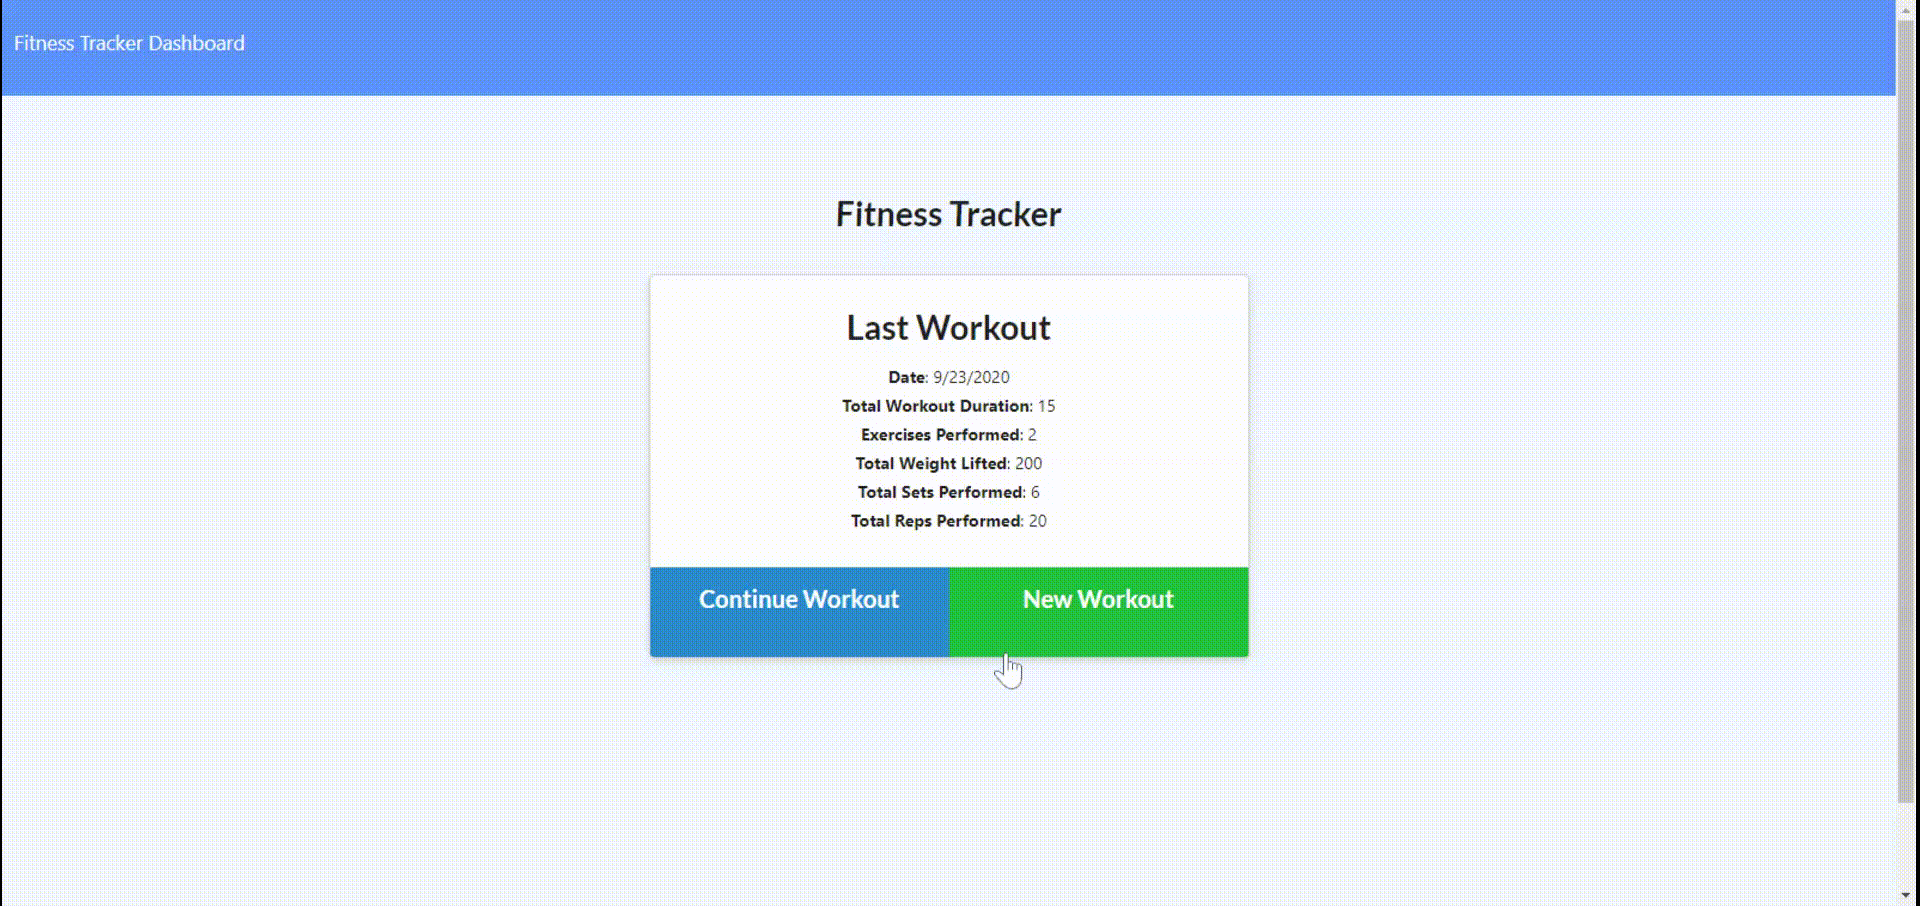 Fitness Tracker Dashboard
Fitness Tracker
Last Workout
Date: 9/23/2020
Total Workout Duration: 15
Exercises Performed: 2
Total Weight Lifted: 200
Total Sets Performed: 6
Total Reps Performed: 20
Continue Workout New Workout